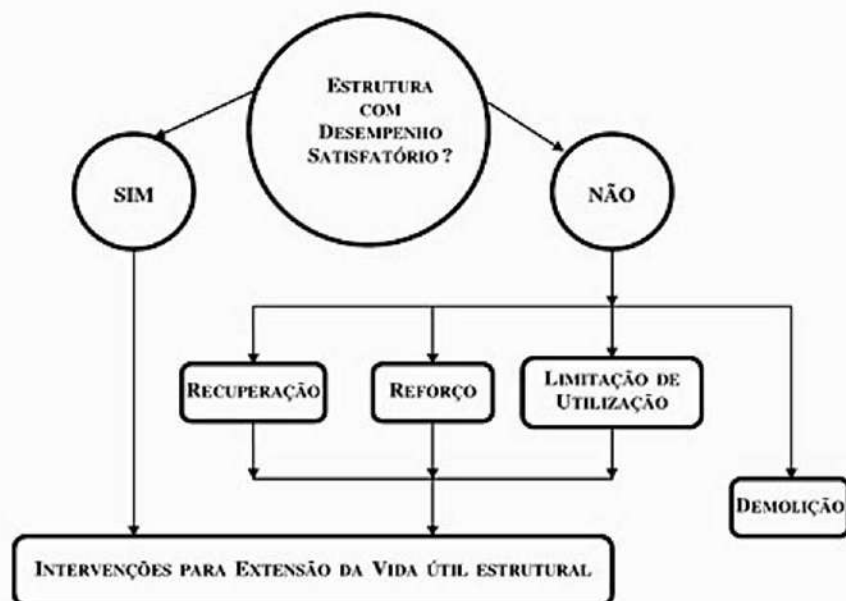 ESTRUTURA
COM
DESEMPENHO
SATISFATÓRIO ?
SIM
NÃO
RECUPERAÇÃO
REFORÇO
LIMITAÇÃO DE
UTILIZAÇÃO
DEMOLIÇÃO
INTERVENÇÕES PARA EXTENSÃO DA VIDA ÚTIL ESTRUTURAL